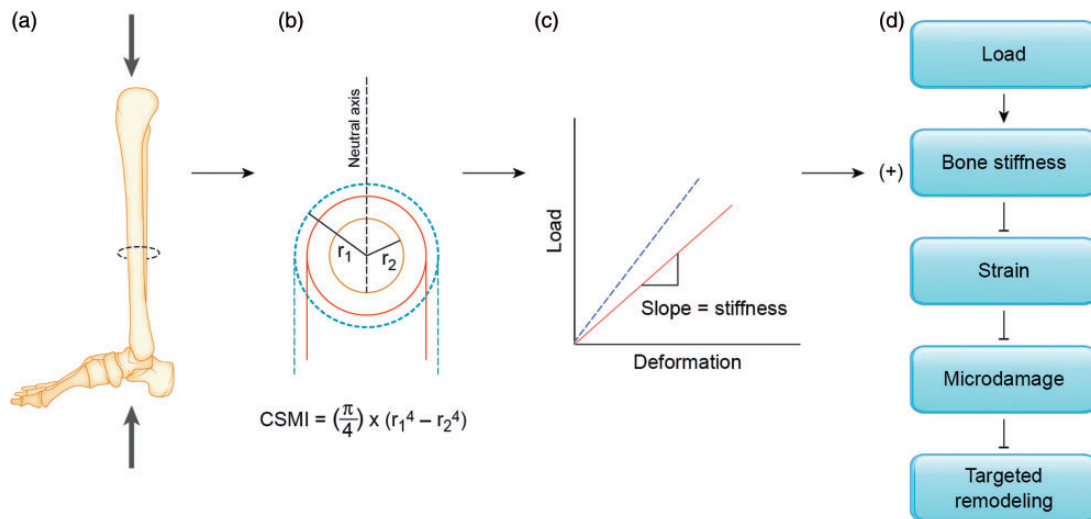 (a)
(b)
Neutral axis
r₁
r₂
CSMI = (π/4) x (r₁⁴ – r₂⁴)
(c)
Load
Slope = stiffness
Deformation
(d)
Load
(+)
Bone stiffness
Strain
Microdamage
Targeted
remodeling